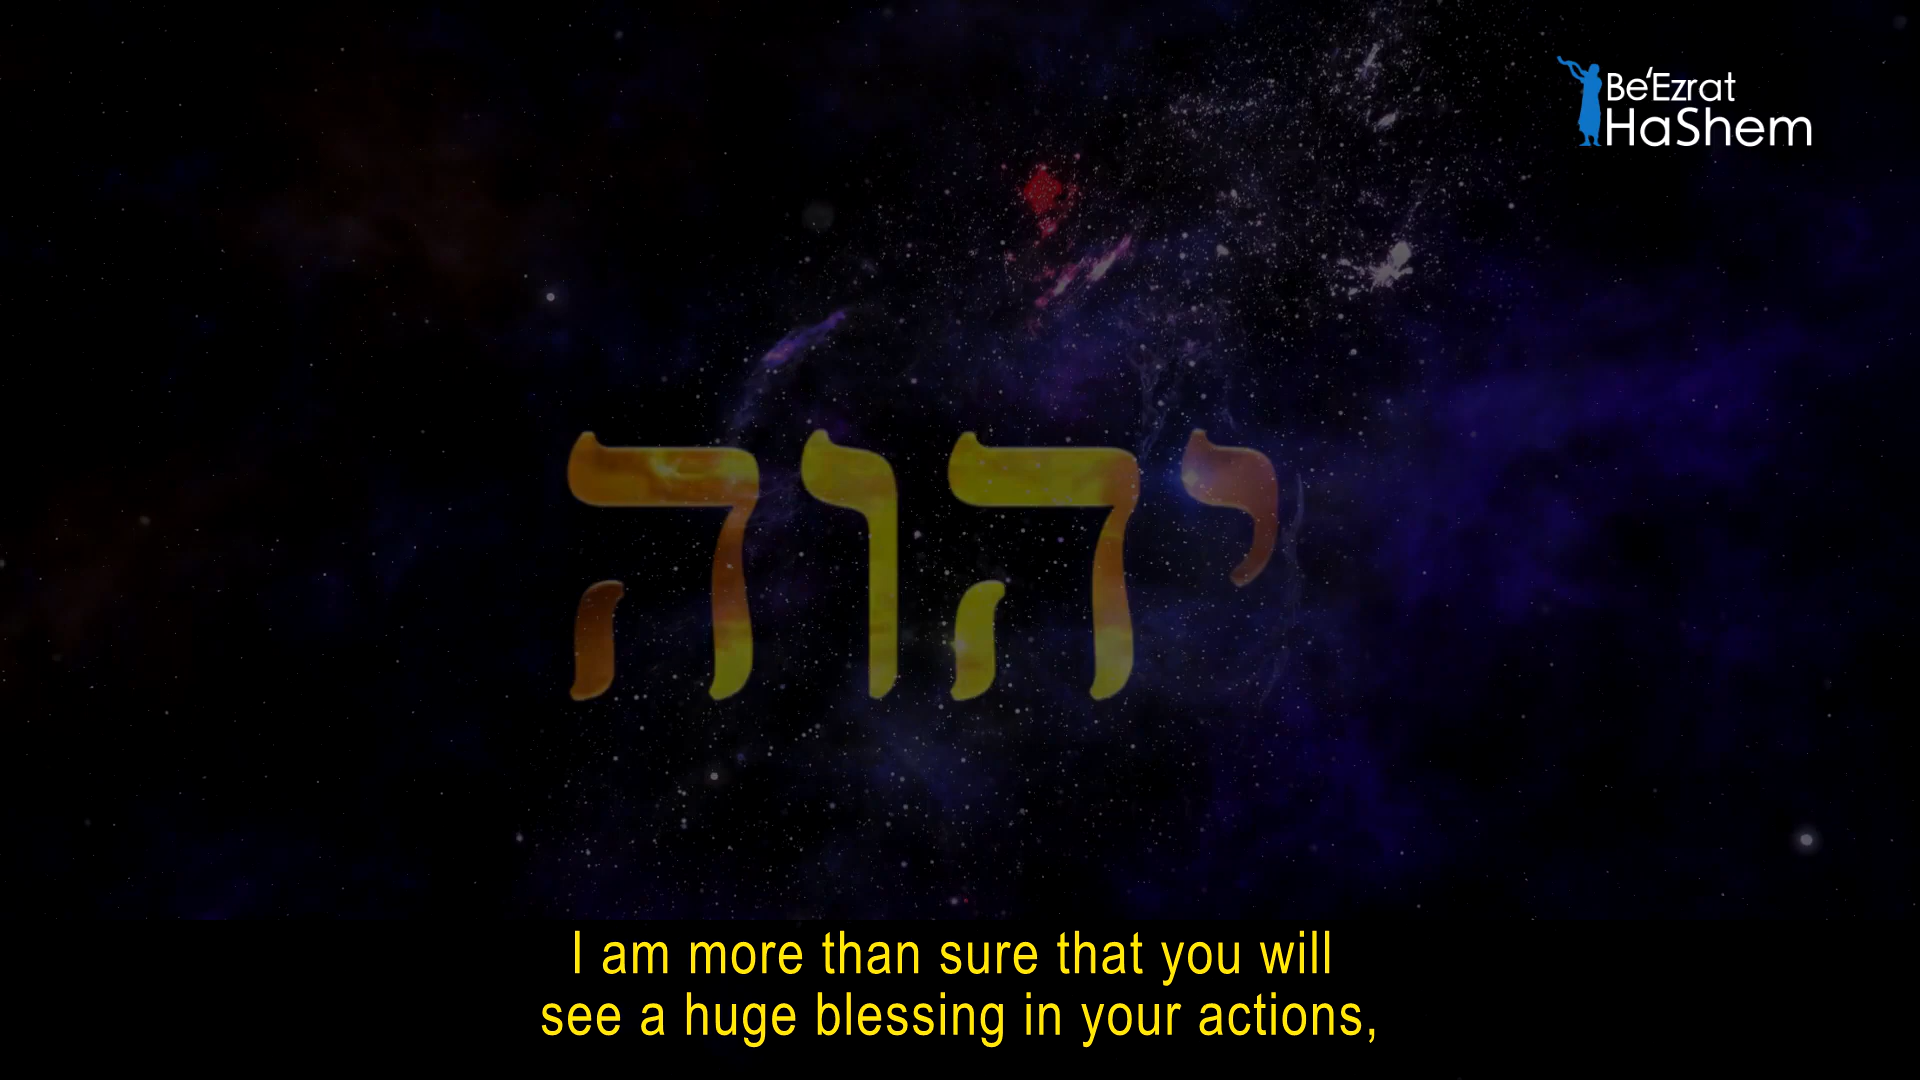 Be'Ezrat
HaShem
יהוה
I am more than sure that you will
see a huge blessing in your actions,